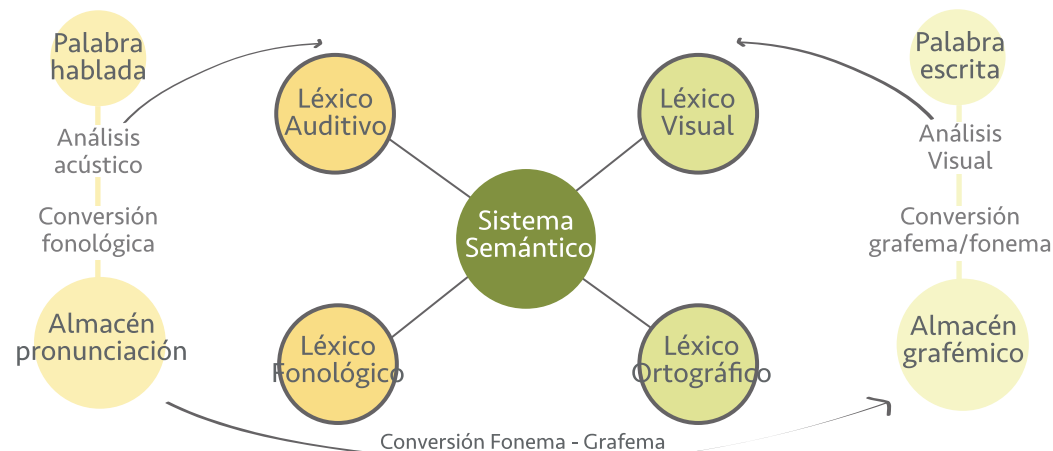 Palabra
hablada
Análisis
acústico
Conversión
fonológica
Almacén
pronunciación
Léxico
Auditivo
Léxico
Fonológico
Sistema
Semántico
Léxico
Visual
Léxico
Ortográfico
Palabra
escrita
Análisis
Visual
Conversión
grafema/fonema
Almacén
grafémico
Conversión Fonema - Grafema